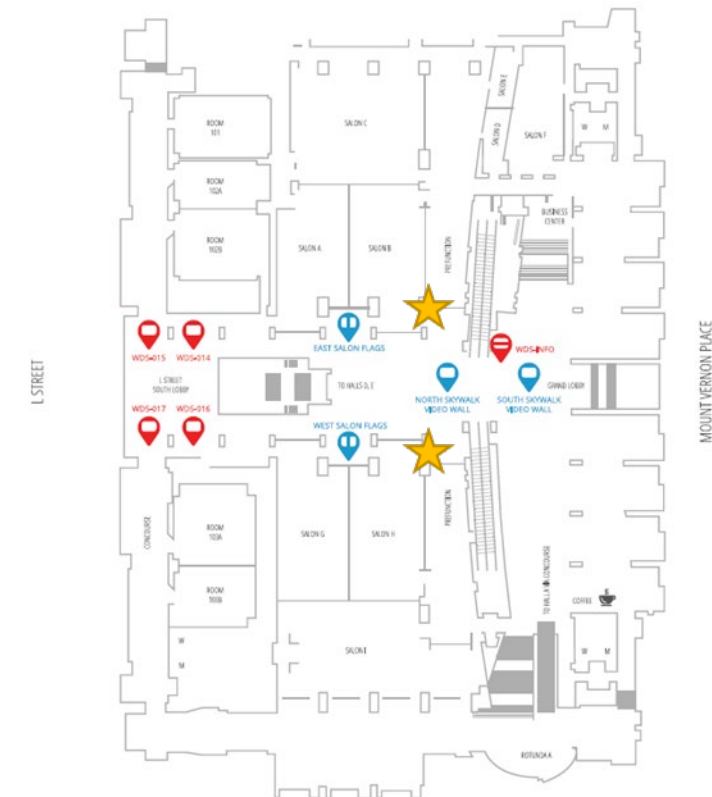 SALON E
ROOM
101
SALON C
SALON D
SALON F
W
M
ROOM
102A
BUSINESS
CENTER
ROOM
102B
SALON A
SALON B
PREFUNCTION
WDS-015
WDS-014
EAST SALON FLAGS
WDS-INFO
L STREET
L STREET
SOUTH LOBBY
TO HALLS D, E
NORTH SKYWALK
VIDEO WALL
SOUTH SKYWALK
VIDEO WALL
GRAND LOBBY
MOUNT VERNON PLACE
WDS-017
WDS-016
WEST SALON FLAGS
CONCOURSE
ROOM
103A
SALON G
SALON H
PREFUNCTION
ROOM
103B
COFFEE
W
M
SALON I
W
M
ROTUNDA A